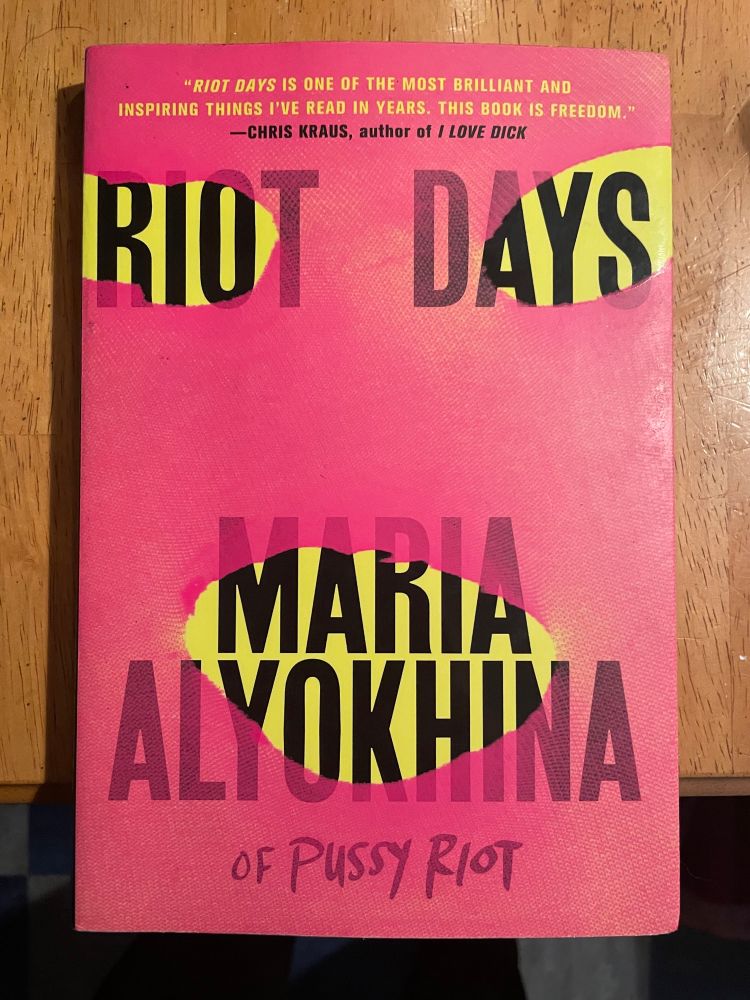 “RIOT DAYS IS ONE OF THE MOST BRILLIANT AND
INSPIRING THINGS I’VE READ IN YEARS. THIS BOOK IS FREEDOM.”
—CHRIS KRAUS, author of I LOVE DICK
RIOT DAYS
MARIA
ALYOKHINA
OF PUSSY RIOT